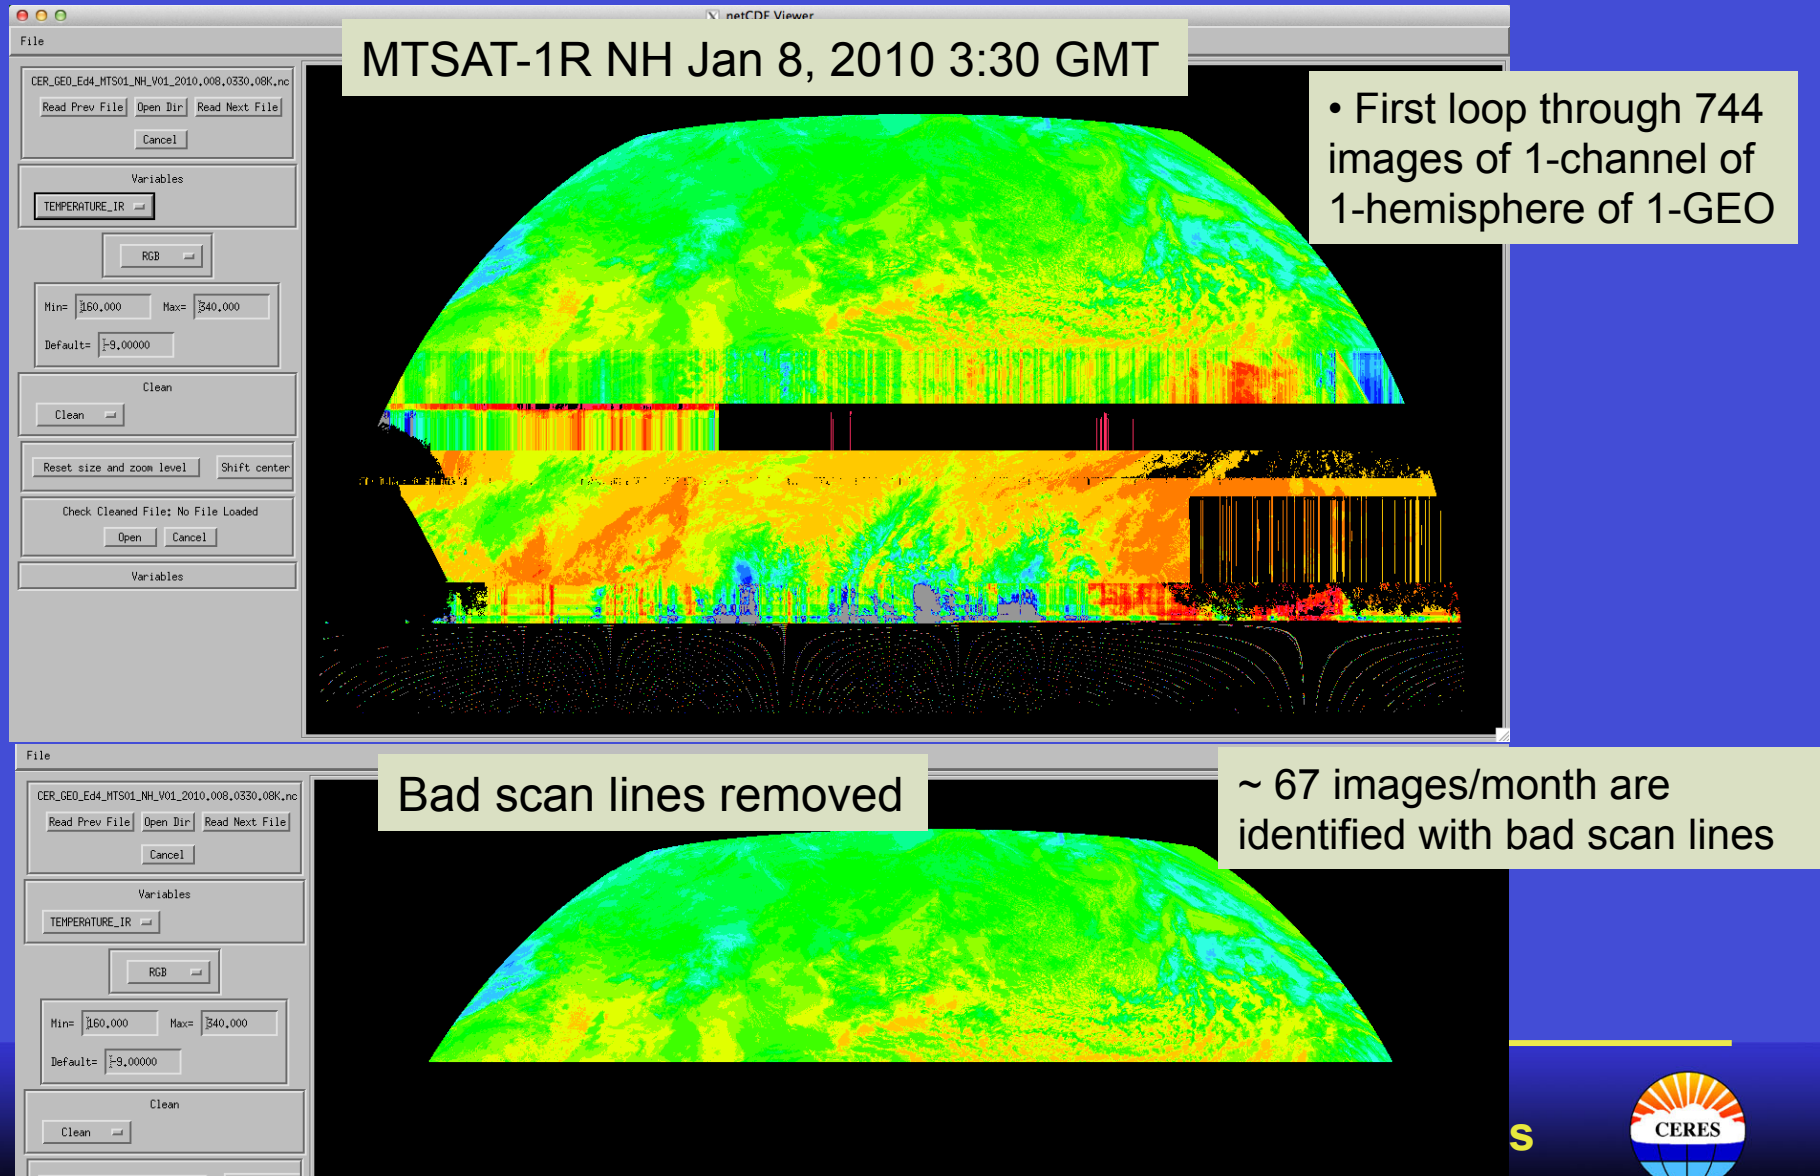 netCDF Viewer
File
MTSAT-1R NH Jan 8, 2010 3:30 GMT
CER_GEO_Ed4_MTS01_NH_V01_2010.008.0330.08K.nc
Read Prev File Open Dir Read Next File
Cancel
Variables
TEMPERATURE_IR
RGB
Min= 160.000 Max= 340.000
Default= -9.00000
Clean
Clean
Reset size and zoom level Shift center
Check Cleaned File: No File Loaded
Open Cancel
Variables
• First loop through 744
images of 1-channel of
1-hemisphere of 1-GEO
File
Bad scan lines removed
~ 67 images/month are
identified with bad scan lines
CER_GEO_Ed4_MTS01_NH_V01_2010.008.0330.08K.nc
Read Prev File Open Dir Read Next File
Cancel
Variables
TEMPERATURE_IR
RGB
Min= 160.000 Max= 340.000
Default= -9.00000
Clean
Clean
s
CERES